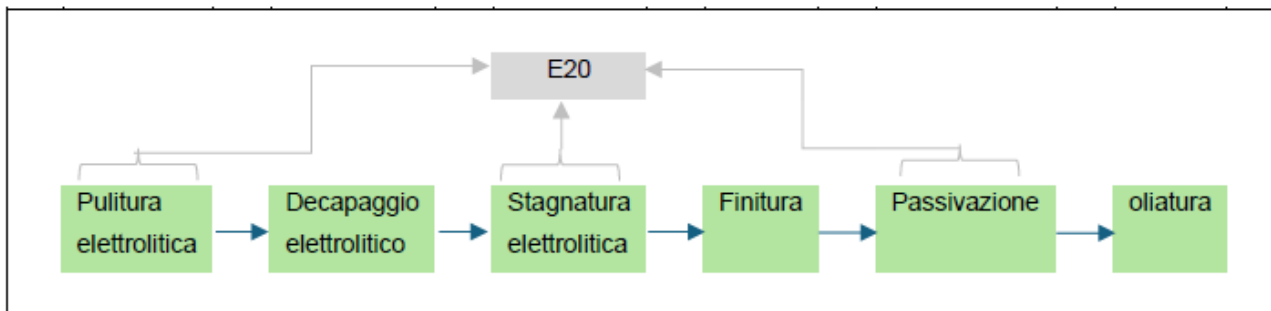 E20
Pulitura
elettrolitica
Decapaggio
elettrolitico
Stagnatura
elettrolitica
Finitura
Passivazione
oliatura